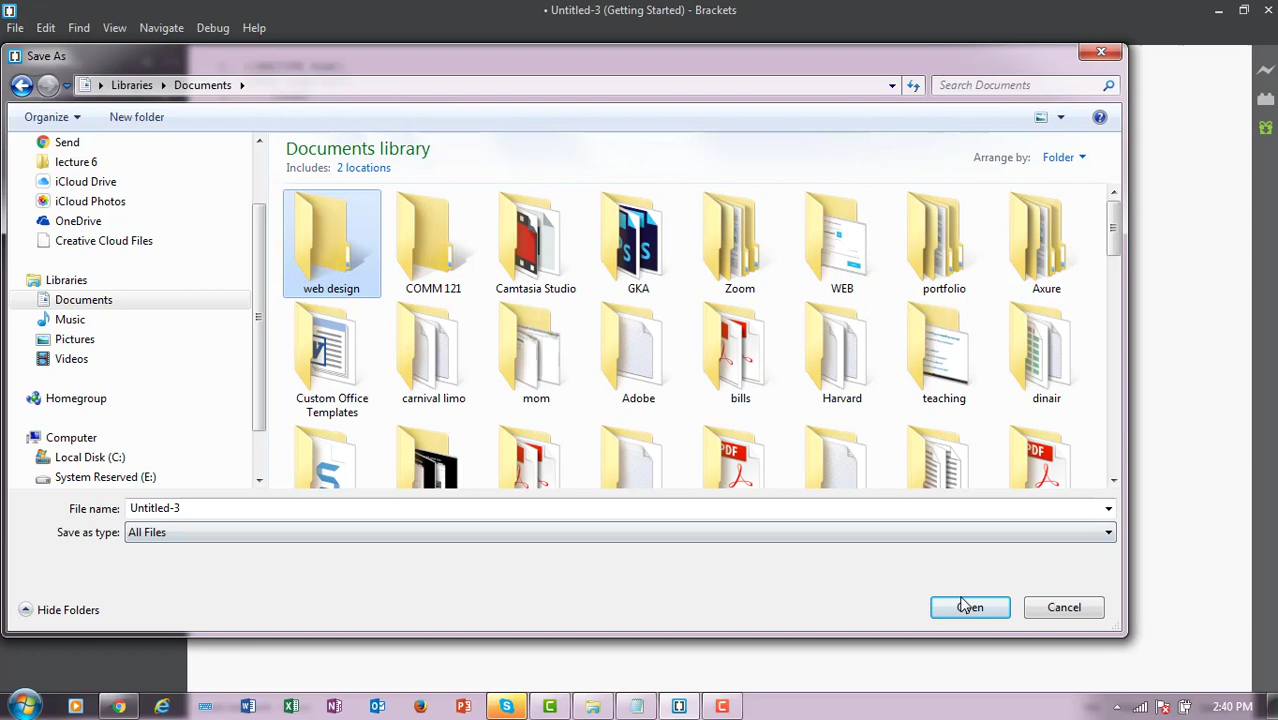 • Untitled-3 (Getting Started) - Brackets
File Edit Find View Navigate Debug Help
Save As
Libraries Documents
Search Documents
Organize New folder
Send
lecture 6
iCloud Drive
iCloud Photos
OneDrive
Creative Cloud Files
Libraries
Documents
Music
Pictures
Videos
Homegroup
Computer
Local Disk (C:)
System Reserved (E:)
Documents library
Includes: 2 locations
Arrange by: Folder
web design COMM 121 Camtasia Studio GKA Zoom WEB portfolio Axure
Custom Office Templates carnival limo mom Adobe bills Harvard teaching dinair
File name: Untitled-3
Save as type: All Files
Hide Folders
Open Cancel
2:40 PM